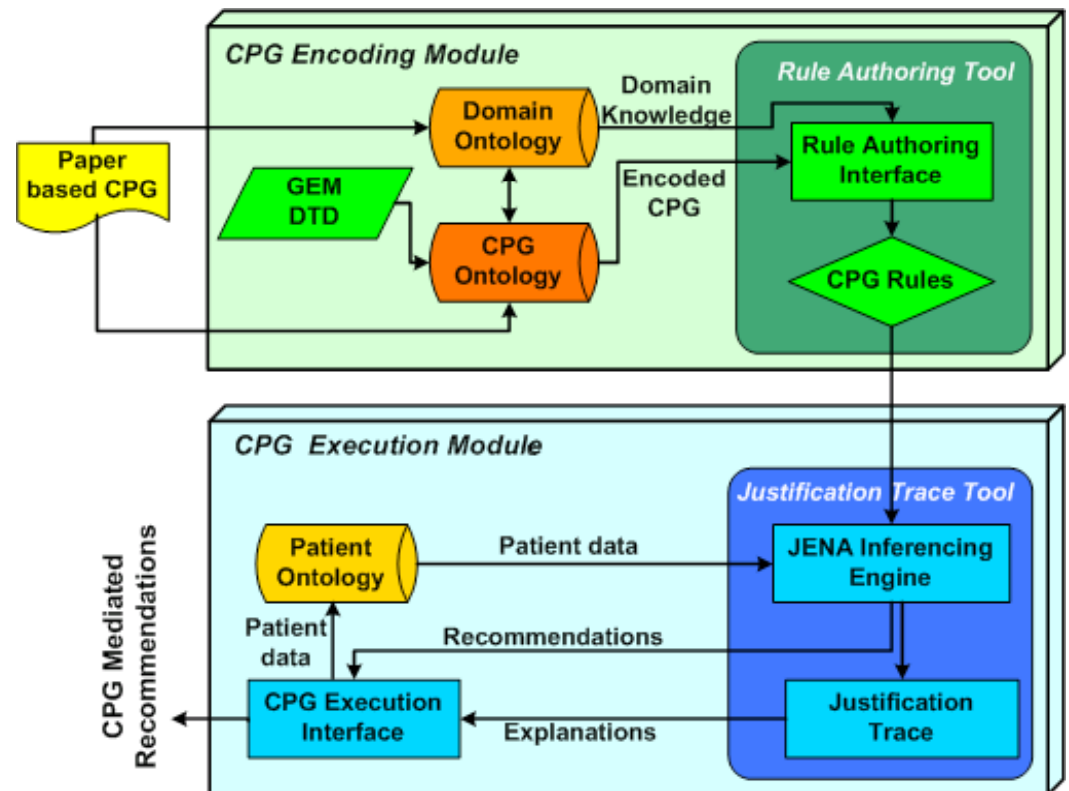 CPG Encoding Module
Rule Authoring Tool
Paper
based CPG
Domain
Ontology
Domain
Knowledge
Rule Authoring
Interface
GEM
DTD
Encoded
CPG
CPG
Ontology
CPG Rules
CPG Execution Module
Justification Trace Tool
CPG Mediated
Recommendations
Patient
Ontology
Patient data
JENA Inferencing
Engine
Patient
data
Recommendations
CPG Execution
Interface
Explanations
Justification
Trace